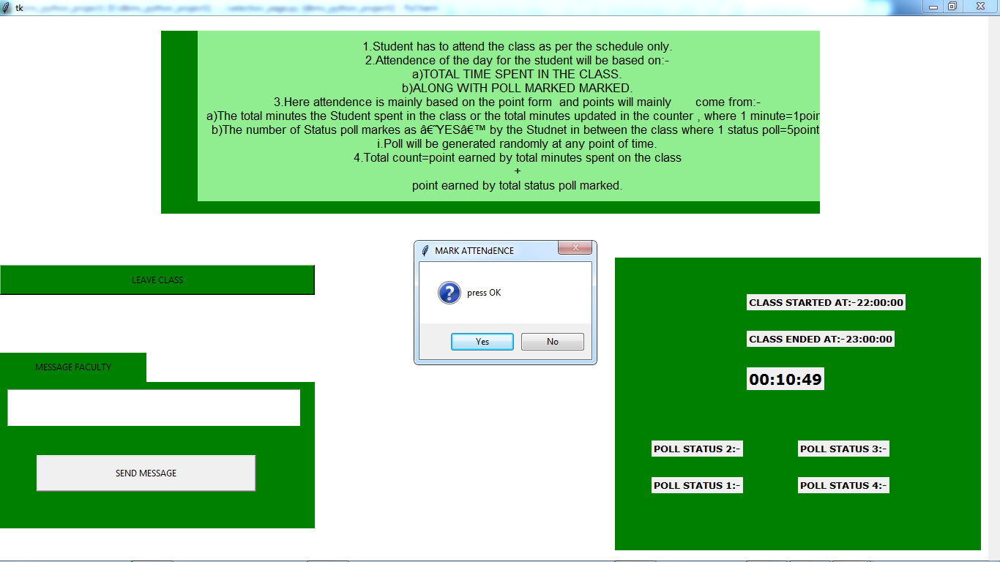 tk
1.Student has to attend the class as per the schedule only.
2.Attendence of the day for the student will be based on:-
a)TOTAL TIME SPENT IN THE CLASS.
b)ALONG WITH POLL MARKED MARKED.
3.Here attendence is mainly based on the point form  and points will mainly      come from:-
a)The total minutes the Student spent in the class or the total minutes updated in the counter , where 1 minute=1poin
b)The number of Status poll markes as â€˜YESâ€™ by the Studnet in between the class where 1 status poll=5point
i.Poll will be generated randomly at any point of time.
4.Total count=point earned by total minutes spent on the class
+
point earned by total status poll marked.
LEAVE CLASS
MESSAGE FACULTY
SEND MESSAGE
MARK ATTENdENCE
press OK
Yes
No
CLASS STARTED AT:-22:00:00
CLASS ENDED AT:-23:00:00
00:10:49
POLL STATUS 2:-
POLL STATUS 3:-
POLL STATUS 1:-
POLL STATUS 4:-